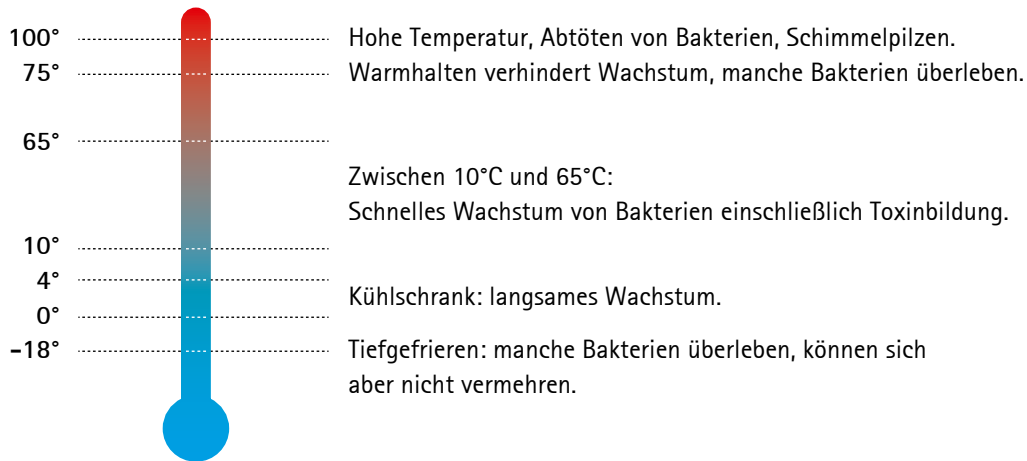 100° Hohe Temperatur, Abtöten von Bakterien, Schimmelpilzen.
75° Warmhalten verhindert Wachstum, manche Bakterien überleben.
65°
Zwischen 10°C und 65°C:
Schnelles Wachstum von Bakterien einschließlich Toxinbildung.
10°
4°
Kühlschrank: langsames Wachstum.
0°
–18° Tiefgefrieren: manche Bakterien überleben, können sich
aber nicht vermehren.